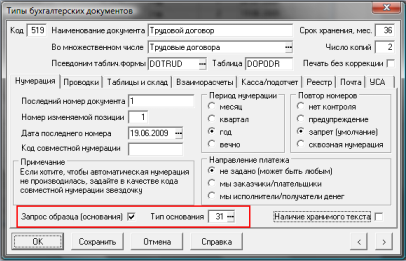 Типы бухгалтерских документов
Код 519 Наименование документа Трудовой договор Срок хранения, мес. 36
Во множественном числе Трудовые договора Число копий 2
Псевдоним таблич.формы DOTRUD Таблица DOPODR Печать без коррекции
Нумерация Проводки Таблицы и склад Взаиморасчеты Касса/подотчет Реестр Почта УСА
Последний номер документа 1
Номер изменяемой позиции 1
Дата последнего номера 19.06.2009
Код совместной нумерации
Период нумерации
месяц
квартал
год
вечно
Повтор номеров
нет контроля
предупреждение
запрет (умолчание)
сквозная нумерация
Примечание
Если хотите, чтобы автоматическая нумерация
не производилась, задайте в качестве кода
совместной нумерации звездочку
Направление платежа
не задано (может быть любым)
мы заказчики/плательщики
мы исполнители/получатели денег
Запрос образца (основания) Тип основания 31 Наличие хранимого текста
OK Сохранить Отмена Справка < >